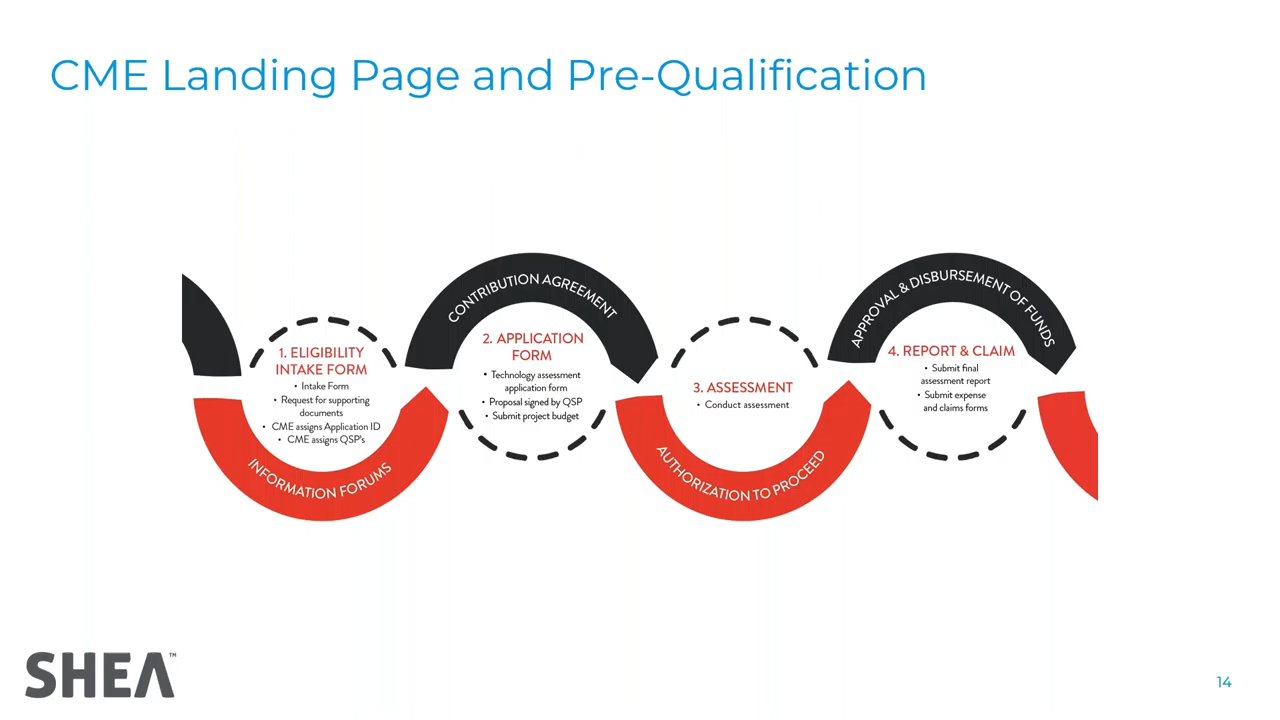 CME Landing Page and Pre-Qualification
1. ELIGIBILITY
INTAKE FORM
• Intake Form
• Request for supporting
documents
• CME assigns Application ID
• CME assigns QSP's
INFORMATION FORUMS
CONTRIBUTION AGREEMENT
2. APPLICATION
FORM
• Technology assessment
application form
• Proposal signed by QSP
• Submit project budget
3. ASSESSMENT
• Conduct assessment
AUTHORIZATION TO PROCEED
APPROVAL & DISBURSEMENT OF FUNDS
4. REPORT & CLAIM
• Submit final
assessment report
• Submit expense
and claims forms
SHEA™
14